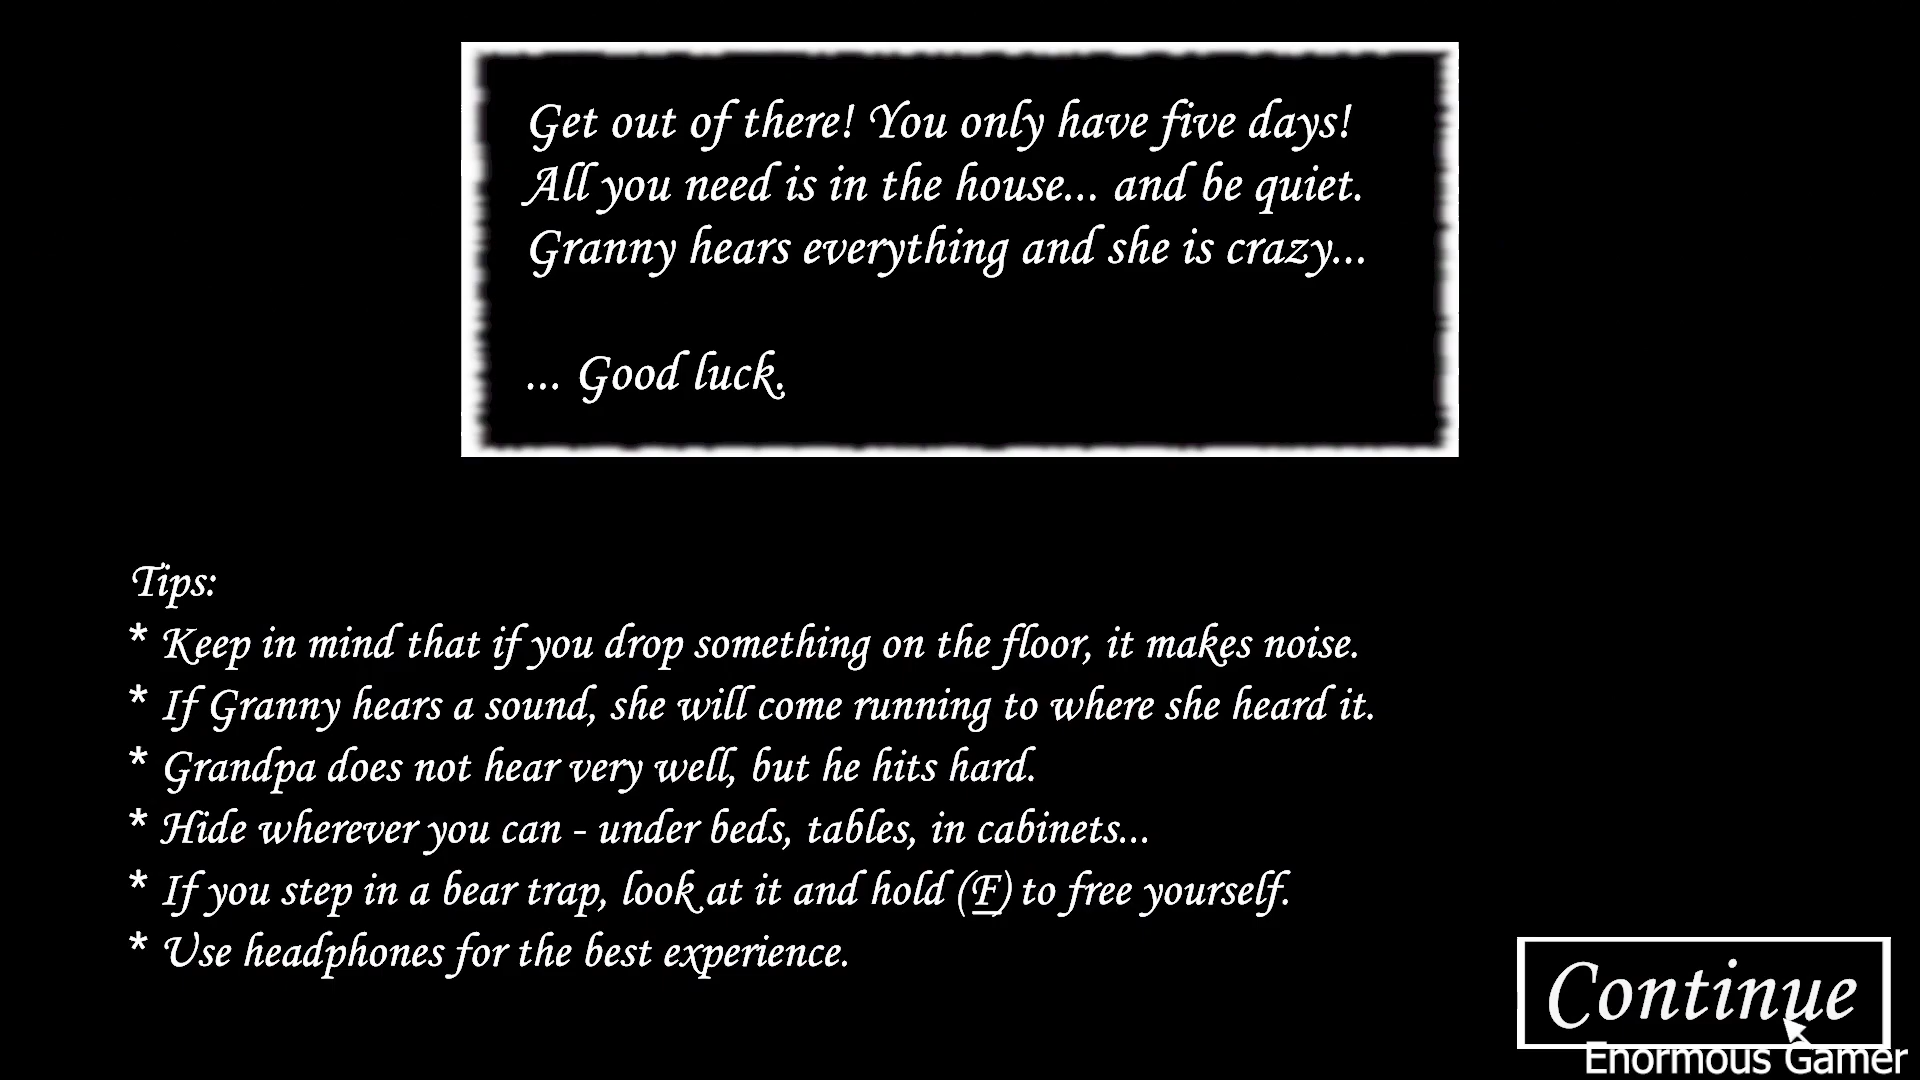 Get out of there! You only have five days!
All you need is in the house... and be quiet.
Granny hears everything and she is crazy...
... Good luck.
Tips:
* Keep in mind that if you drop something on the floor, it makes noise.
* If Granny hears a sound, she will come running to where she heard it.
* Grandpa does not hear very well, but he hits hard.
* Hide wherever you can - under beds, tables, in cabinets...
* If you step in a bear trap, look at it and hold (F) to free yourself.
* Use headphones for the best experience.
Continue
Enormous Gamer